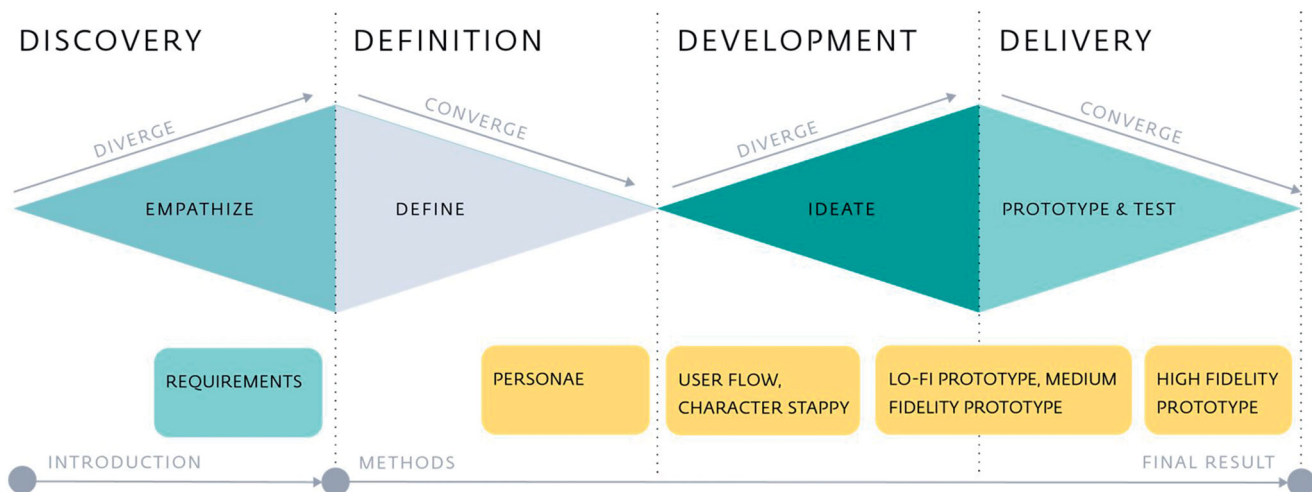 DISCOVERY
DEFINITION
DEVELOPMENT
DELIVERY
DIVERGE
CONVERGE
DIVERGE
CONVERGE
EMPATHIZE
DEFINE
IDEATE
PROTOTYPE & TEST
REQUIREMENTS
PERSONAE
USER FLOW,
CHARACTER STAPPY
LO-FI PROTOTYPE, MEDIUM
FIDELITY PROTOTYPE
HIGH FIDELITY
PROTOTYPE
INTRODUCTION
METHODS
FINAL RESULT